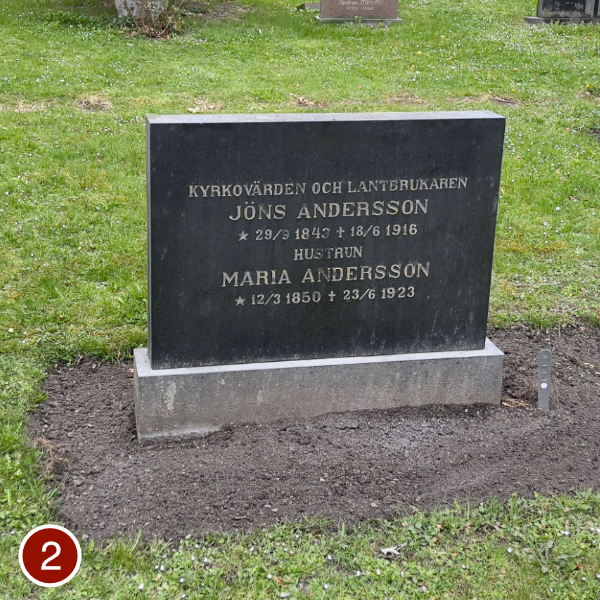 KYRKOVÄRDEN OCH LANTBRUKAREN
JÖNS ANDERSSON
★ 29/9 1843 ✝ 18/6 1916
HUSTRUN
MARIA ANDERSSON
★ 12/3 1850 ✝ 23/6 1923
2